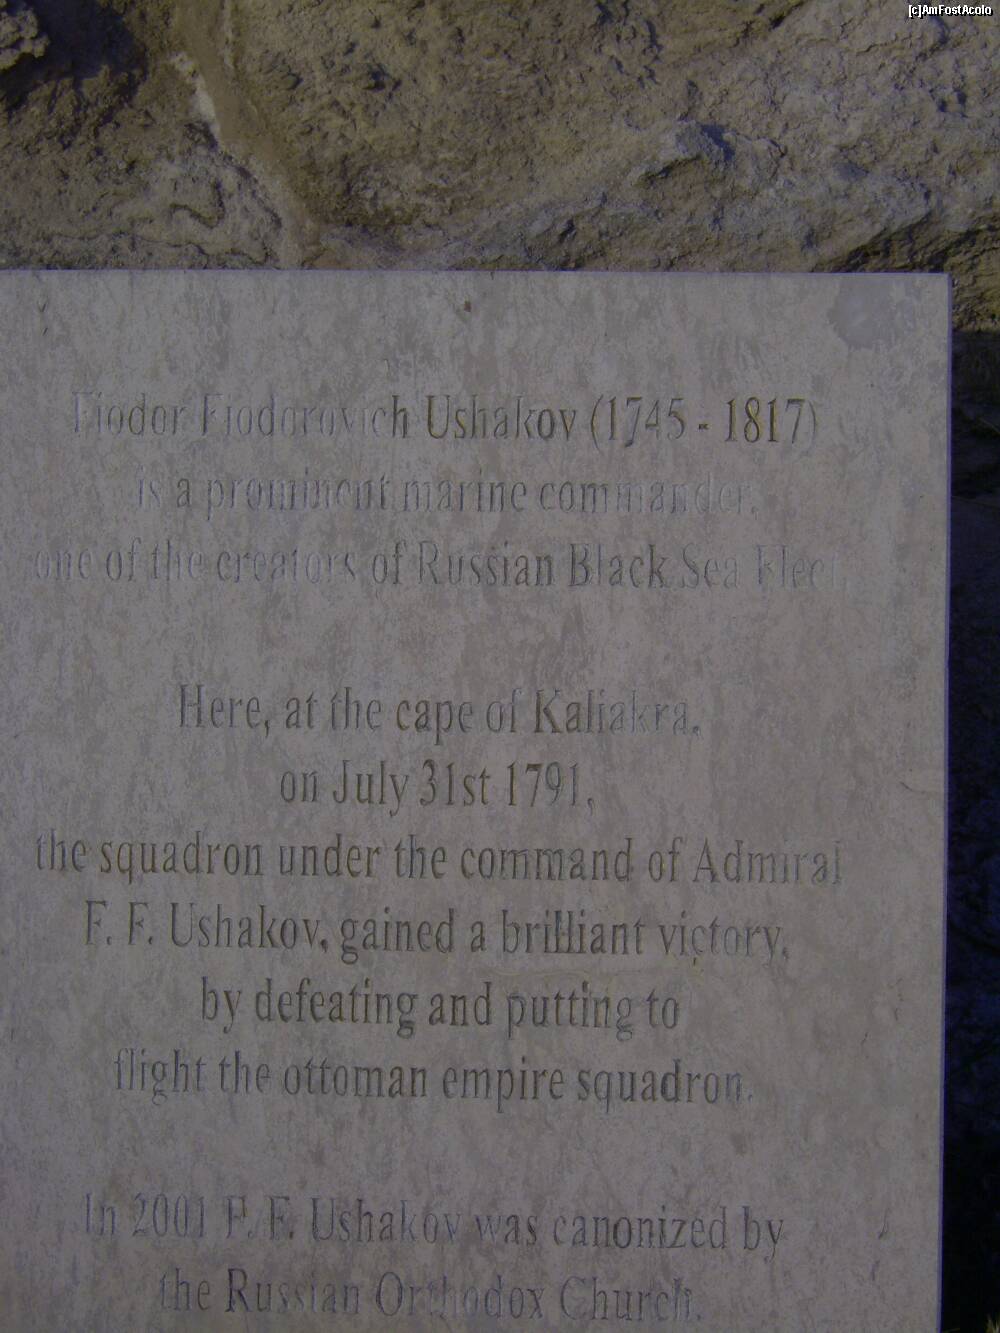 [c]AmFostAcolo
Fiodor Fiodorovich Ushakov (1745 - 1817)
is a prominent marine commander,
one of the creators of Russian Black Sea Fleet.
Here, at the cape of Kaliakra,
on July 31st 1791,
the squadron under the command of Admiral
F. F. Ushakov, gained a brilliant victory,
by defeating and putting to
flight the ottoman empire squadron.
In 2001 F. F. Ushakov was canonized by
the Russian Orthodox Church.